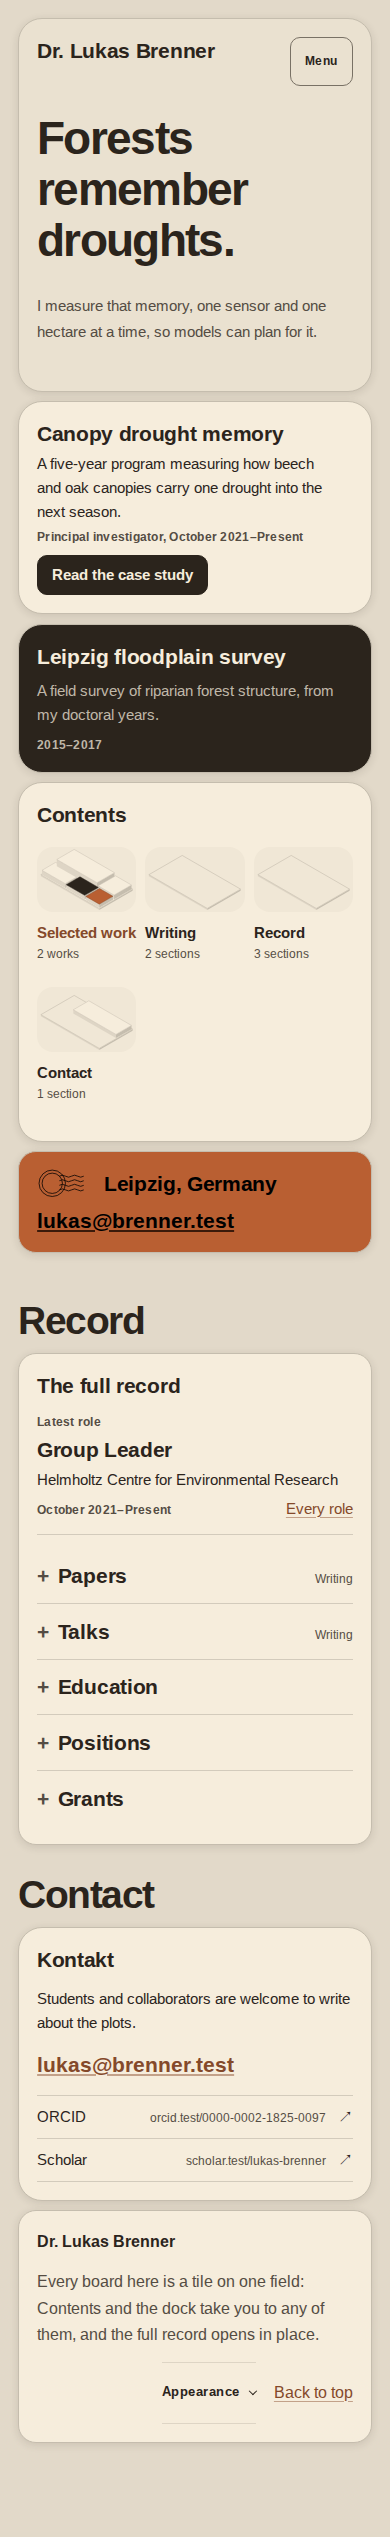 Dr. Lukas Brenner
Menu
Forests
remember
droughts.
I measure that memory, one sensor and one
hectare at a time, so models can plan for it.
Canopy drought memory
A five-year program measuring how beech
and oak canopies carry one drought into the
next season.
Principal investigator, October 2021–Present
Read the case study
Leipzig floodplain survey
A field survey of riparian forest structure, from
my doctoral years.
2015–2017
Contents
Selected work
2 works
Writing
2 sections
Record
3 sections
Contact
1 section
Leipzig, Germany
lukas@brenner.test
Record
The full record
Latest role
Group Leader
Helmholtz Centre for Environmental Research
October 2021–Present
Every role
+ Papers
Writing
+ Talks
Writing
+ Education
+ Positions
+ Grants
Contact
Kontakt
Students and collaborators are welcome to write
about the plots.
lukas@brenner.test
ORCID
orcid.test/0000-0002-1825-0097 ↗
Scholar
scholar.test/lukas-brenner ↗
Dr. Lukas Brenner
Every board here is a tile on one field:
Contents and the dock take you to any of
them, and the full record opens in place.
Appearance
Back to top